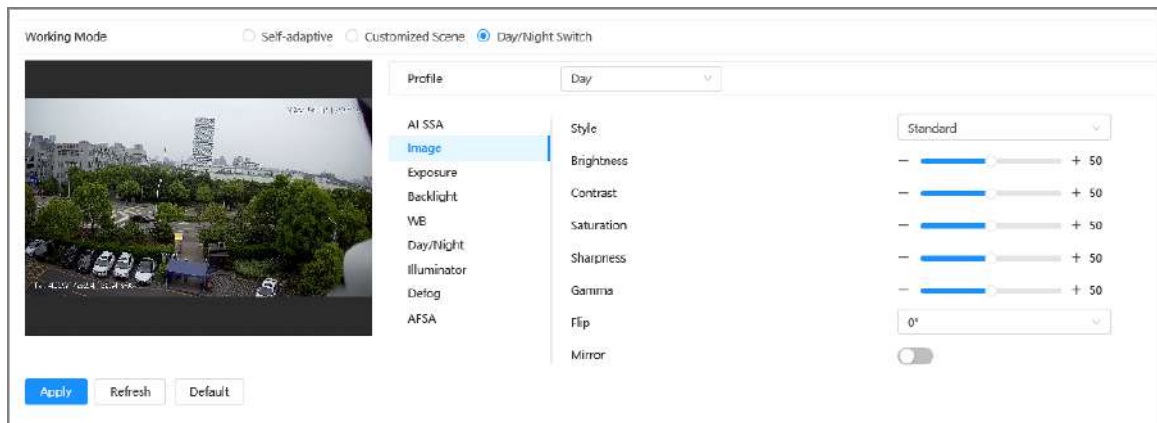 Working Mode Self-adaptive Customized Scene Day/Night Switch
Profile Day
AI SSA
Image
Exposure
Backlight
WB
Day/Night
Illuminator
Defog
AFSA
Style Standard
Brightness − + 50
Contrast − + 50
Saturation − + 50
Sharpness − + 50
Gamma − + 50
Flip 0°
Mirror
Apply Refresh Default